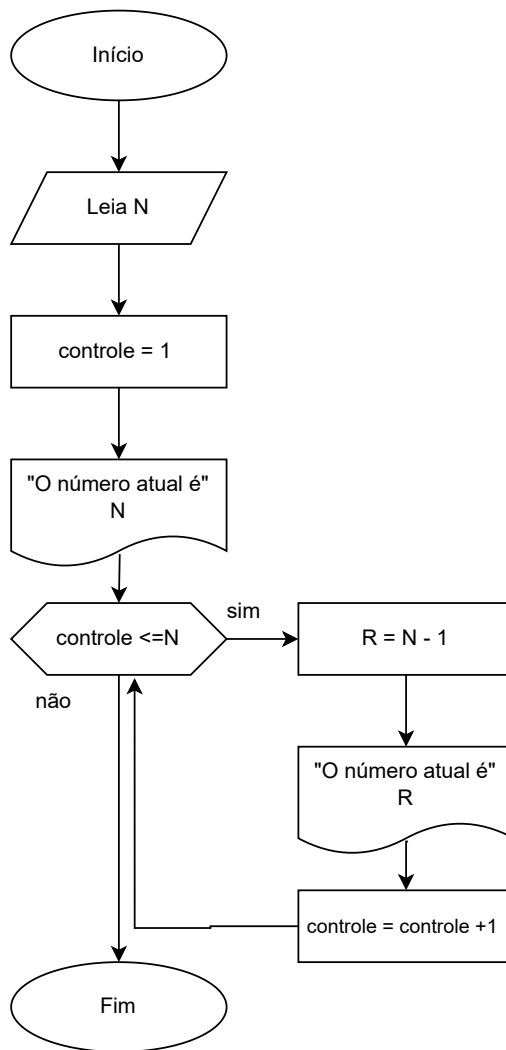 Início
Leia N
controle = 1
"O número atual é"
N
controle <=N
sim
R = N - 1
não
"O número atual é"
R
controle = controle +1
Fim